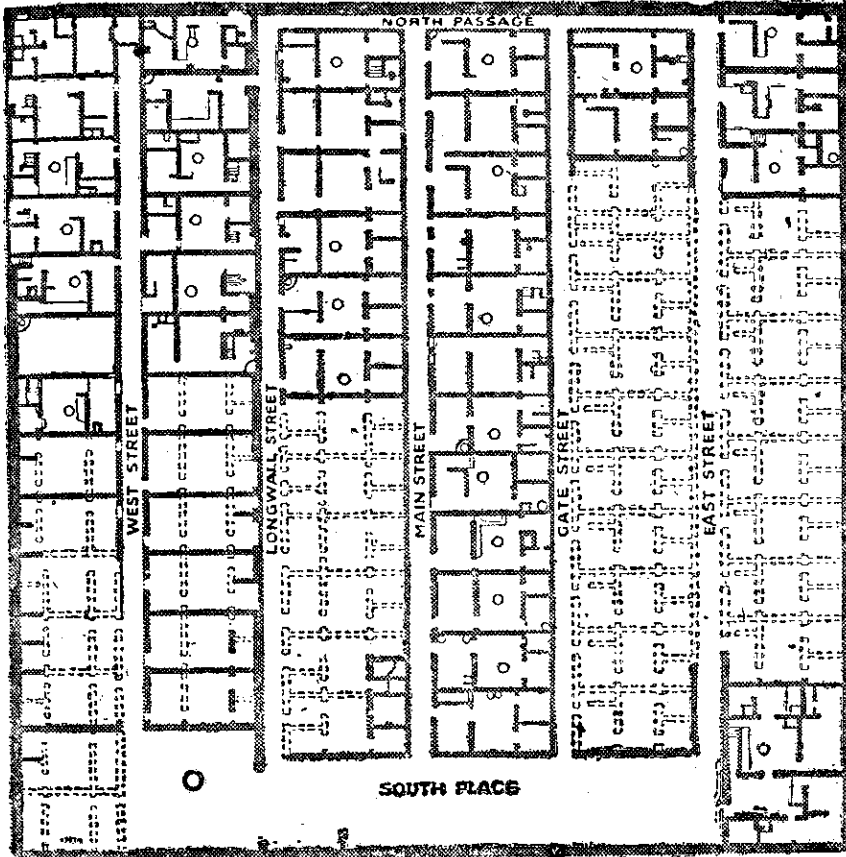 NORTH PASSAGE
WEST STREET
LONGWALL STREET
MAIN STREET
GATE STREET
EAST STREET
SOUTH PLACE